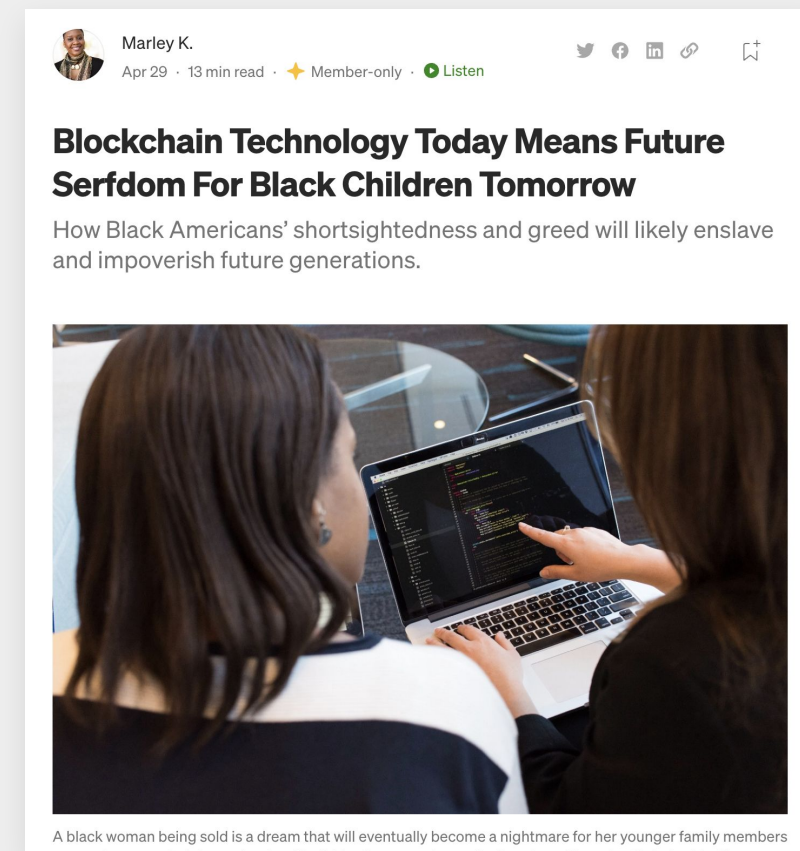 Marley K.
Apr 29 · 13 min read · Member-only · Listen
Blockchain Technology Today Means Future
Serfdom For Black Children Tomorrow
How Black Americans’ shortsightedness and greed will likely enslave
and impoverish future generations.
A black woman being sold is a dream that will eventually become a nightmare for her younger family members